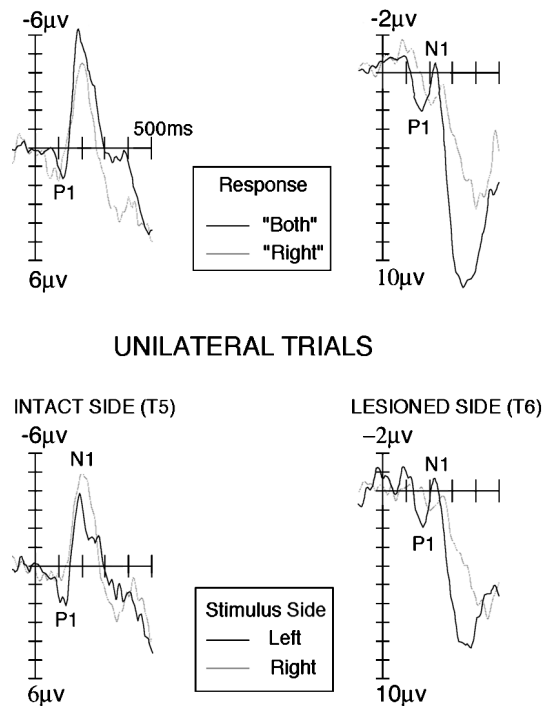 -6μv
-2μv
N1
500ms
P1
P1
Response
"Both"
"Right"
6μv
10μv
UNILATERAL TRIALS
INTACT SIDE (T5)
LESIONED SIDE (T6)
-6μv
-2μv
N1
N1
P1
P1
Stimulus Side
Left
Right
6μv
10μv